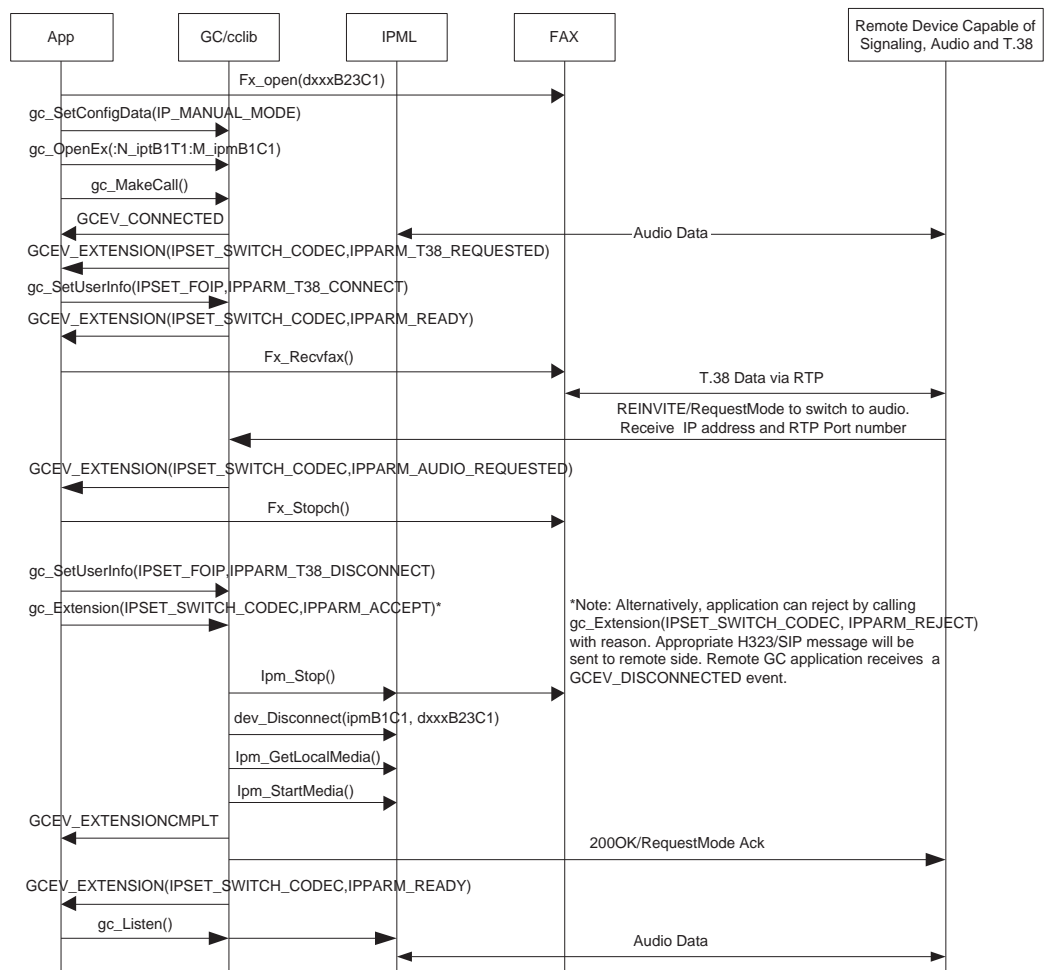 App
GC/cclib
IPML
FAX
Remote Device Capable of
Signaling, Audio and T.38
Fx_open(dxxxB23C1)
gc_SetConfigData(IP_MANUAL_MODE)
gc_OpenEx(:N_iptB1T1:M_ipmB1C1)
gc_MakeCall()
GCEV_CONNECTED
Audio Data
GCEV_EXTENSION(IPSET_SWITCH_CODEC,IPPARM_T38_REQUESTED)
gc_SetUserInfo(IPSET_FOIP,IPPARM_T38_CONNECT)
GCEV_EXTENSION(IPSET_SWITCH_CODEC,IPPARM_READY)
Fx_Recvfax()
T.38 Data via RTP
REINVITE/RequestMode to switch to audio.
Receive IP address and RTP Port number
GCEV_EXTENSION(IPSET_SWITCH_CODEC,IPPARM_AUDIO_REQUESTED)
Fx_Stopch()
gc_SetUserInfo(IPSET_FOIP,IPPARM_T38_DISCONNECT)
gc_Extension(IPSET_SWITCH_CODEC,IPPARM_ACCEPT)*
*Note: Alternatively, application can reject by calling
gc_Extension(IPSET_SWITCH_CODEC, IPPARM_REJECT)
with reason. Appropriate H323/SIP message will be
sent to remote side. Remote GC application receives a
GCEV_DISCONNECTED event.
Ipm_Stop()
dev_Disconnect(ipmB1C1, dxxxB23C1)
Ipm_GetLocalMedia()
Ipm_StartMedia()
GCEV_EXTENSIONCMPLT
200OK/RequestMode Ack
GCEV_EXTENSION(IPSET_SWITCH_CODEC,IPPARM_READY)
gc_Listen()
Audio Data